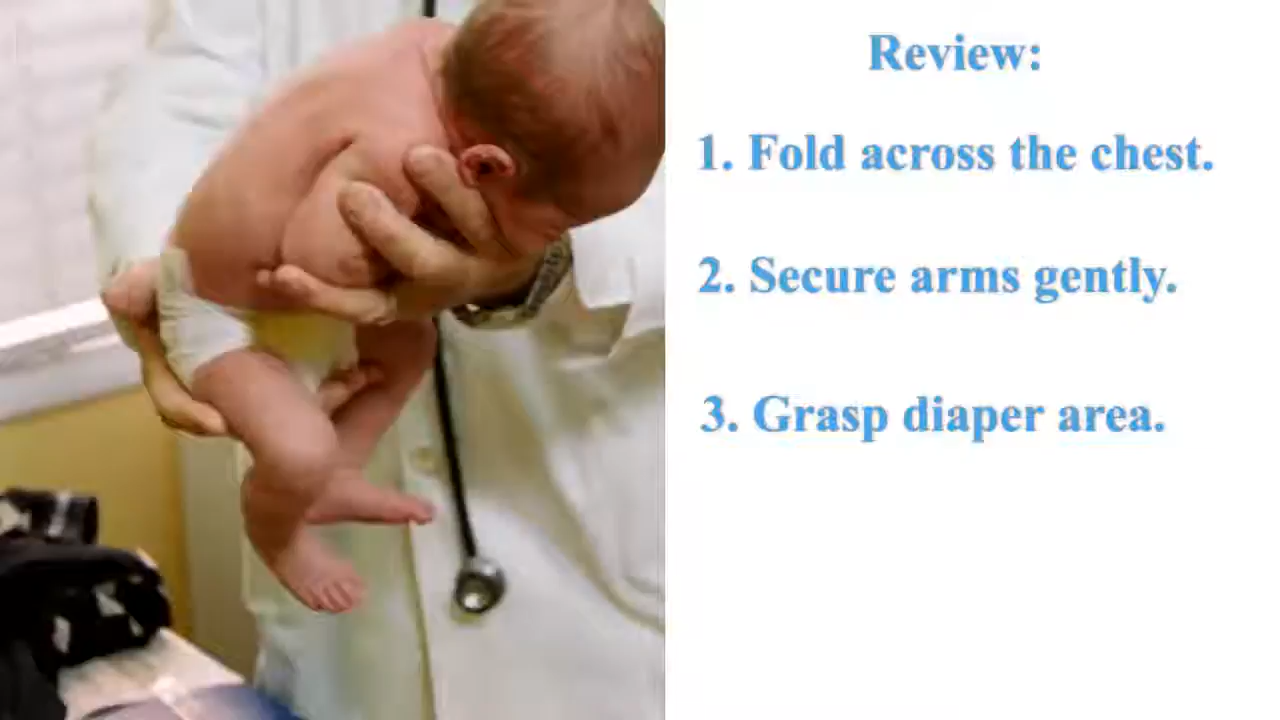 Review:
1. Fold across the chest.
2. Secure arms gently.
3. Grasp diaper area.